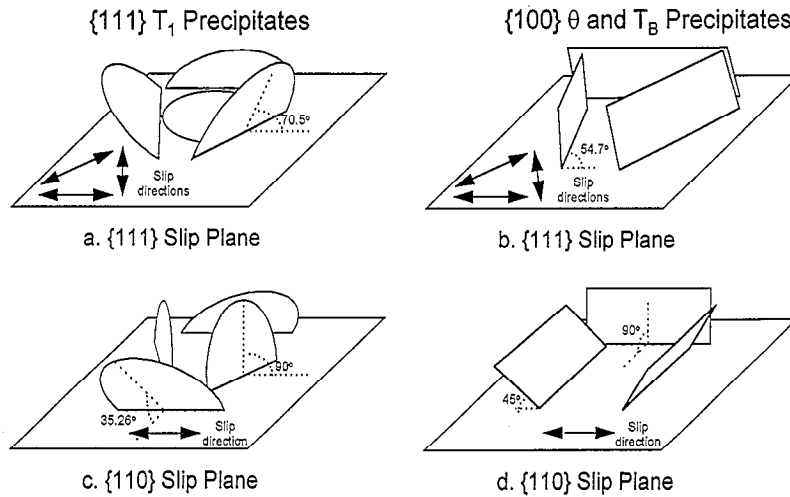 {111} T1 Precipitates
{100} θ and TB Precipitates
70.5°
Slip
directions
54.7°
Slip
directions
a. {111} Slip Plane
b. {111} Slip Plane
90°
35.26°
Slip
direction
90°
45°
Slip
direction
c. {110} Slip Plane
d. {110} Slip Plane